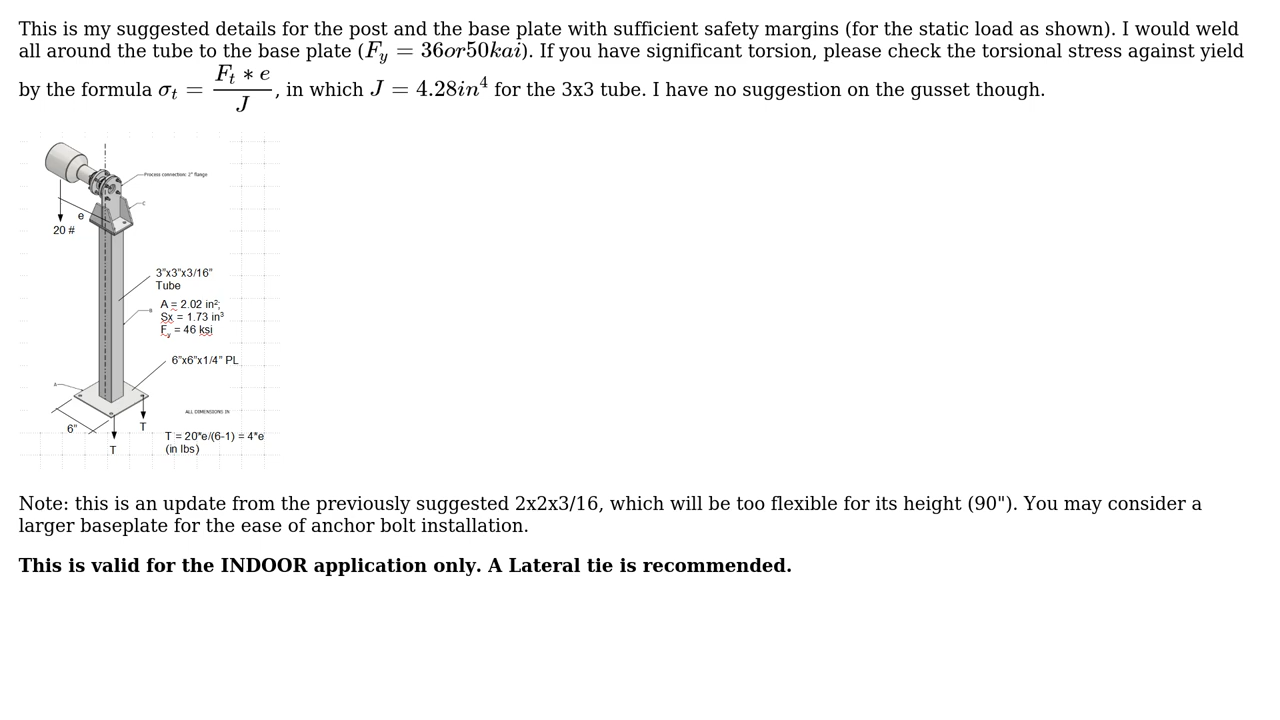 This is my suggested details for the post and the base plate with sufficient safety margins (for the static load as shown). I would weld
all around the tube to the base plate (F_y = 36or50kai). If you have significant torsion, please check the torsional stress against yield
by the formula σ_t = \frac{F_t * e}{J}, in which J = 4.28in^4 for the 3x3 tube. I have no suggestion on the gusset though.
Process connection: 2" flange
C
e
20 #
3"x3"x3/16"
Tube
A = 2.02 in²;
Sx = 1.73 in³
F_y = 46 ksi
B
6"x6"x1/4" PL
A
ALL DIMENSIONS IN
6"
T
T
T = 20*e/(6-1) = 4*e
(in lbs)
Note: this is an update from the previously suggested 2x2x3/16, which will be too flexible for its height (90"). You may consider a
larger baseplate for the ease of anchor bolt installation.
This is valid for the INDOOR application only. A Lateral tie is recommended.